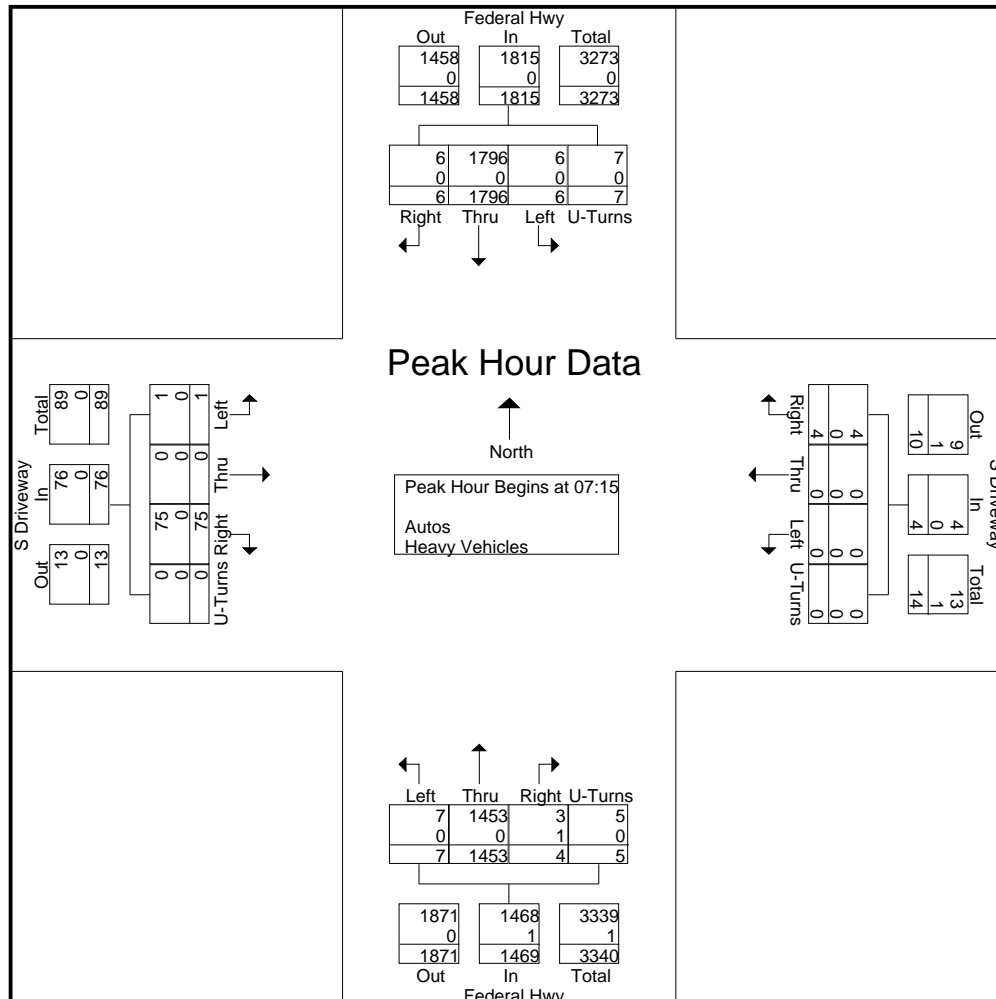 Federal Hwy
Out In Total
1458 1815 3273
0 0 0
1458 1815 3273
6 1796 6 7
0 0 0 0
6 1796 6 7
Right Thru Left U-Turns
Peak Hour Data
North
Peak Hour Begins at 07:15
Autos
Heavy Vehicles
S Driveway
Total In Out
89 76 13
0 0 0
89 76 13
1 0 75 0
0 0 0 0
1 0 75 0
Left Thru Right U-Turns
Right Thru Left U-Turns
4 0 0 0
0 0 0 0
4 0 0 0
Out In Total
9 4 13
1 0 1
10 4 14
S Driveway
Left Thru Right U-Turns
7 1453 3 5
0 0 1 0
7 1453 4 5
1871 1468 3339
0 1 1
1871 1469 3340
Out In Total
Federal Hwy